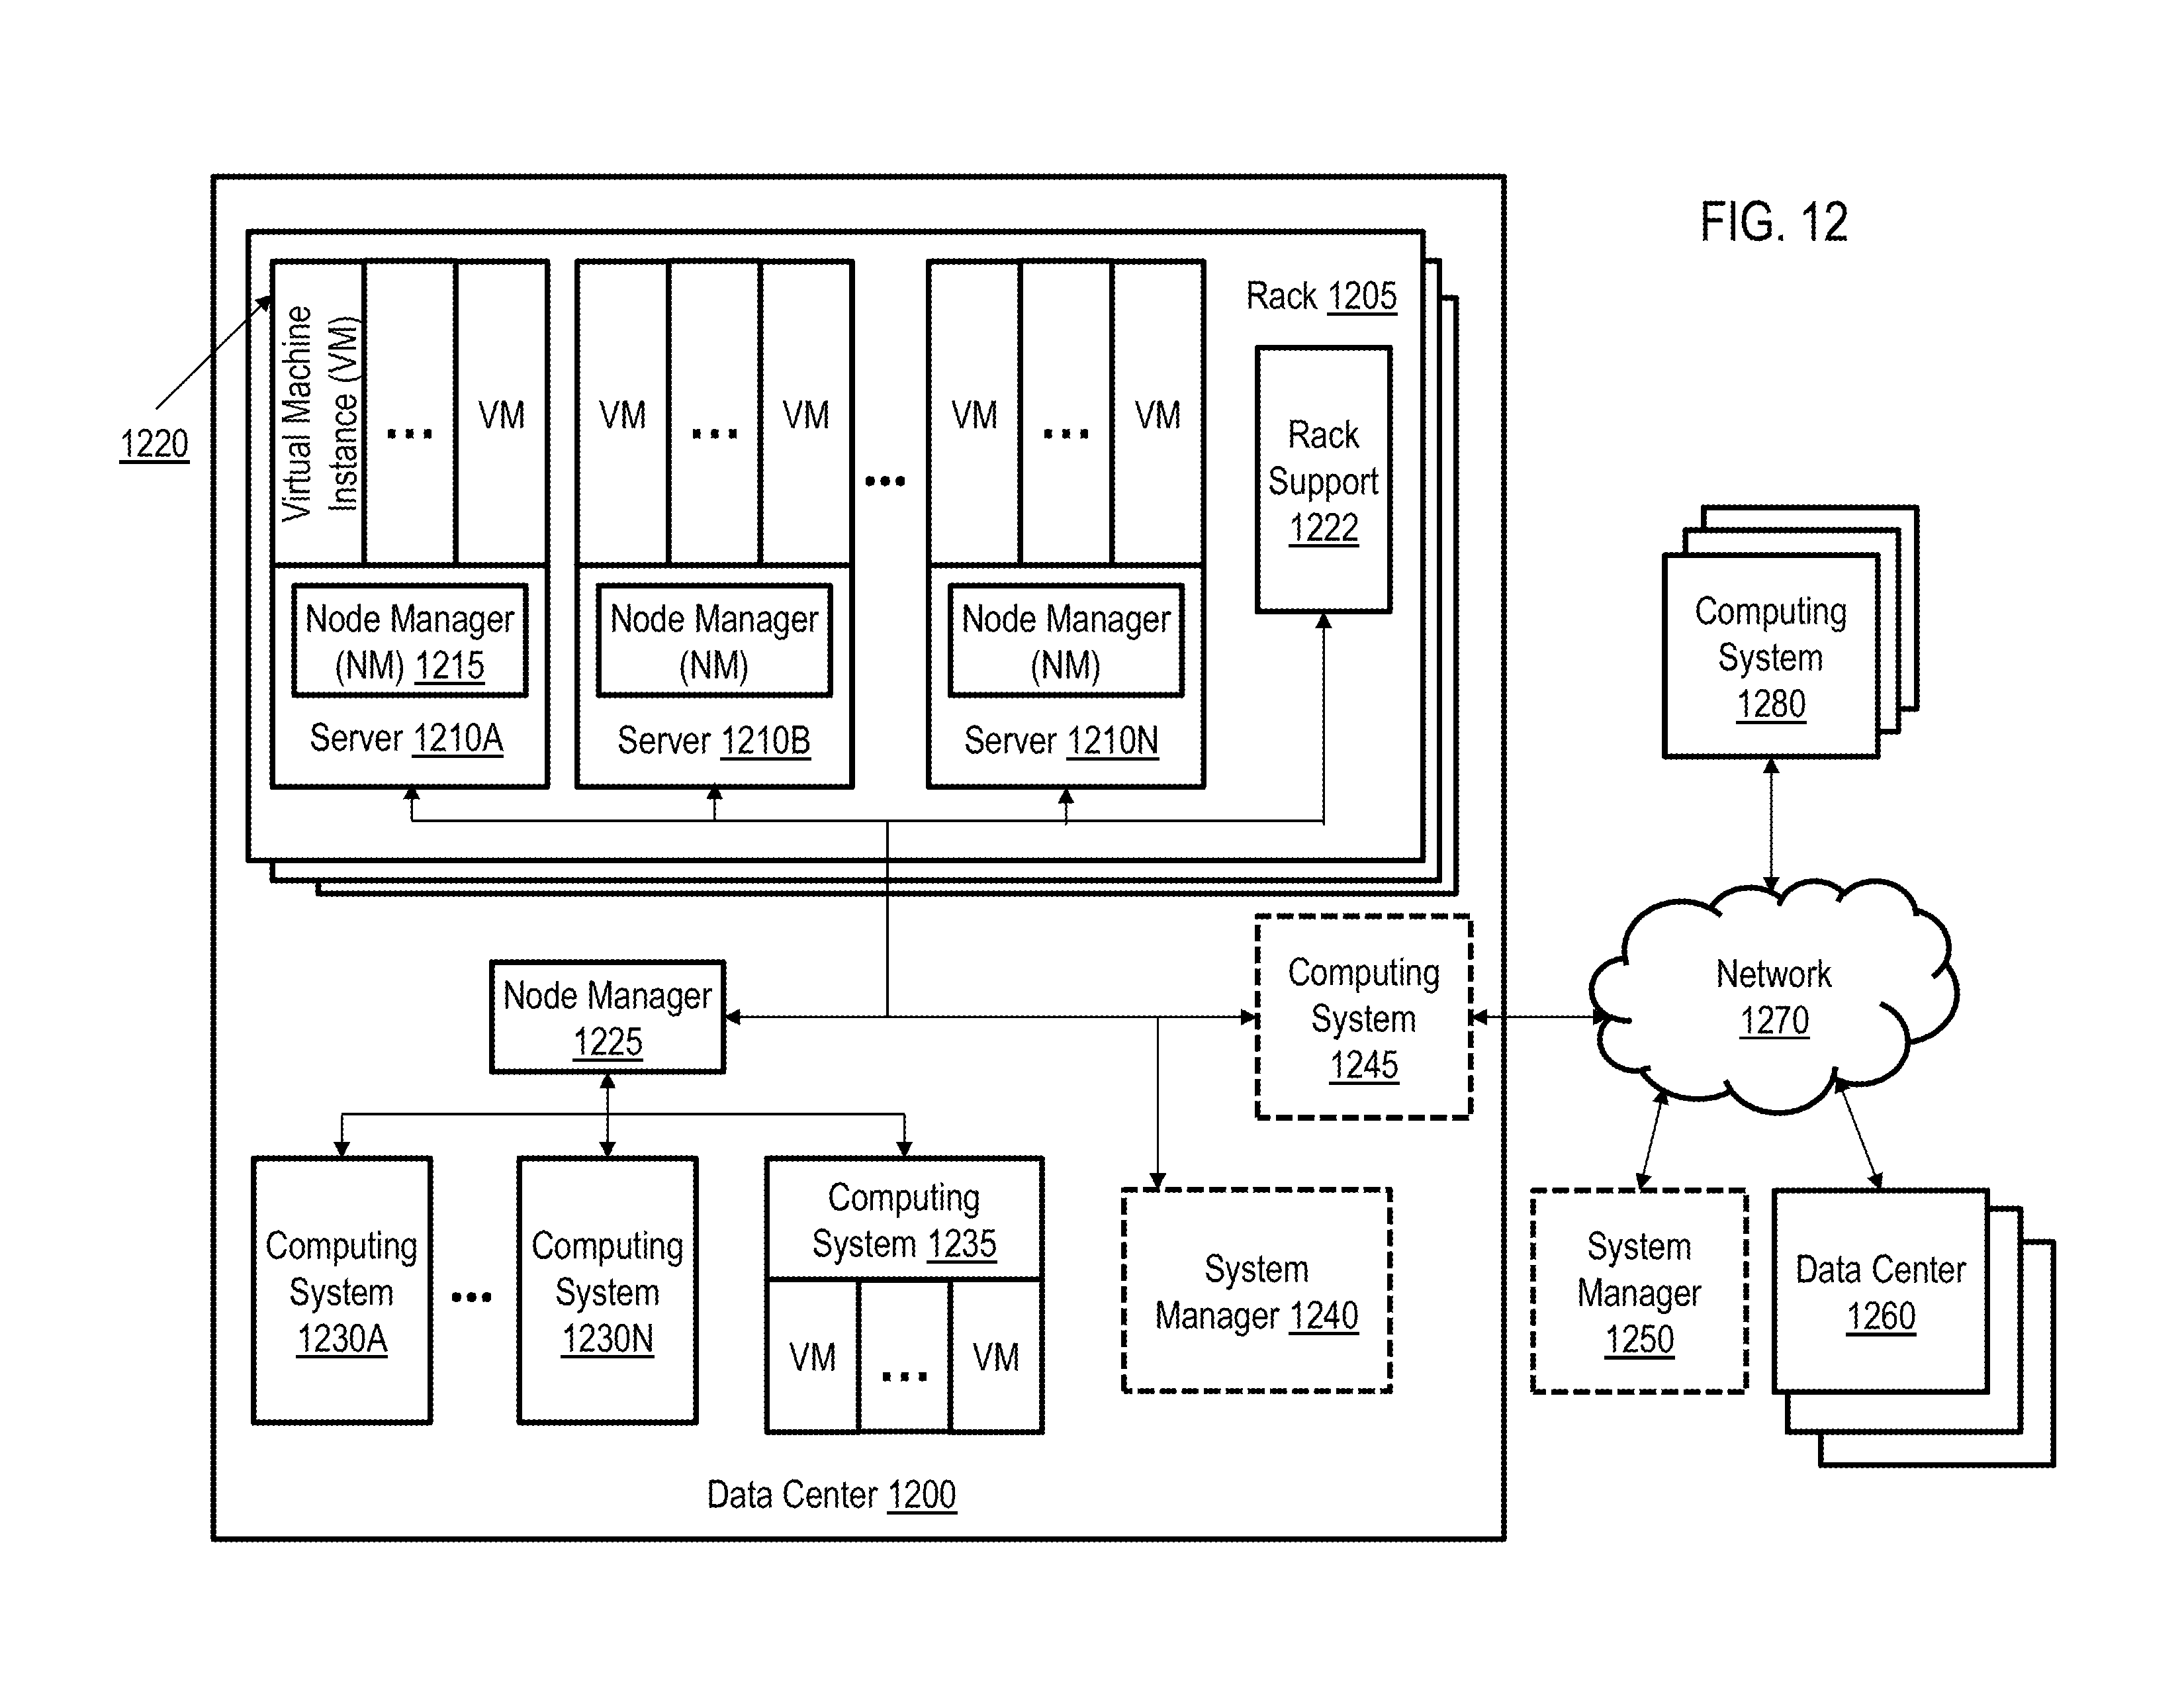 FIG. 12
1220
Virtual Machine
Instance (VM)
...
VM
VM
...
VM
...
VM
...
VM
Rack 1205
Rack
Support
1222
Node Manager
(NM) 1215
Server 1210A
Node Manager
(NM)
Server 1210B
Node Manager
(NM)
Server 1210N
Node Manager
1225
Computing
System
1245
Computing
System
1280
Network
1270
Computing
System
1230A
...
Computing
System
1230N
Computing
System 1235
VM
...
VM
System
Manager 1240
System
Manager
1250
Data Center
1260
Data Center 1200